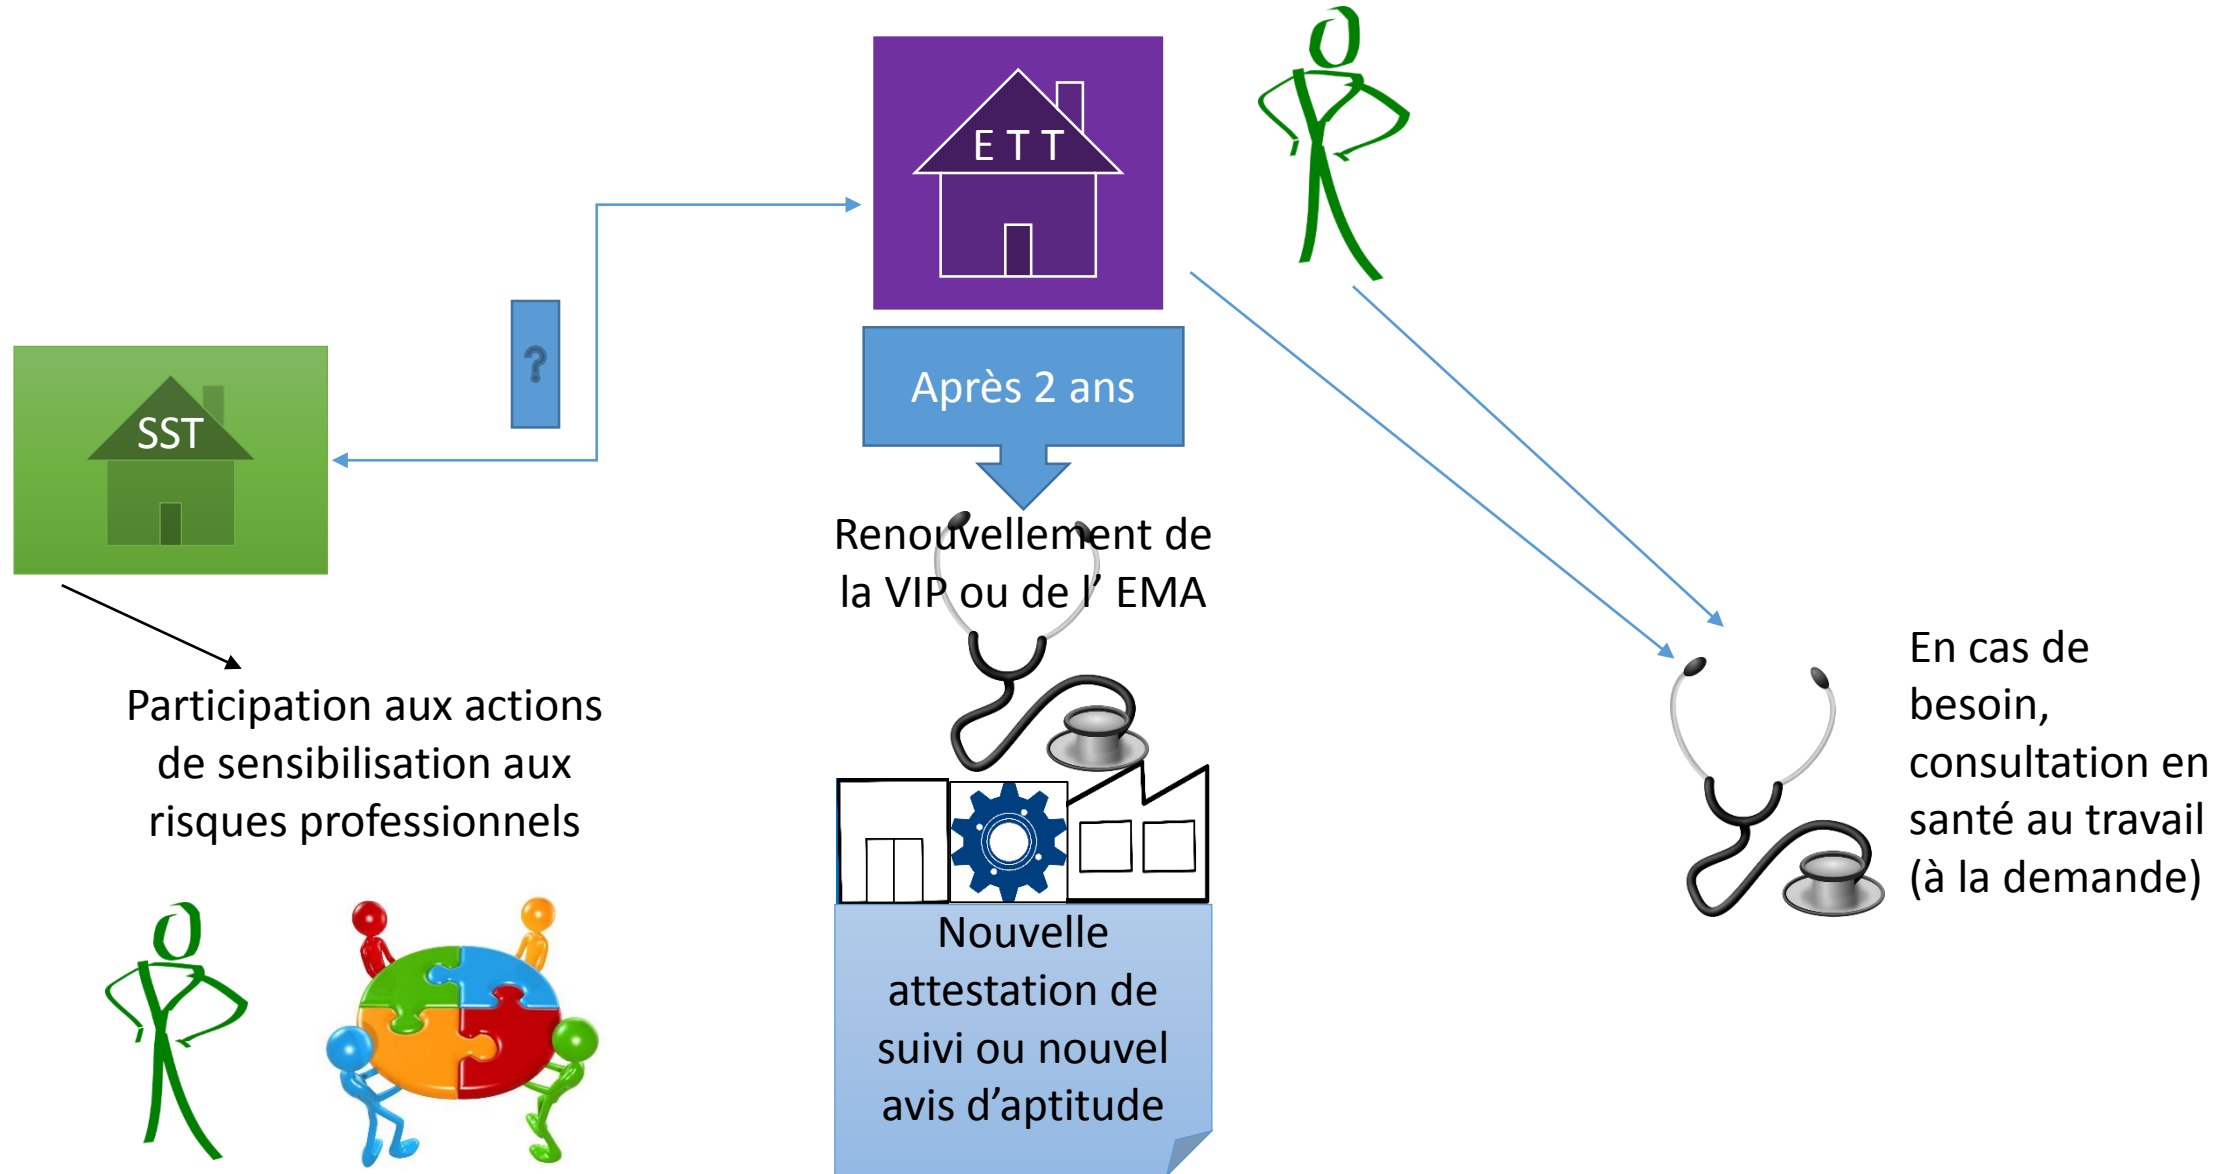 E T T
?
Après 2 ans
SST
Renouvellement de
la VIP ou de l’ EMA
Participation aux actions
de sensibilisation aux
risques professionnels
En cas de
besoin,
consultation en
santé au travail
(à la demande)
Nouvelle
attestation de
suivi ou nouvel
avis d’aptitude